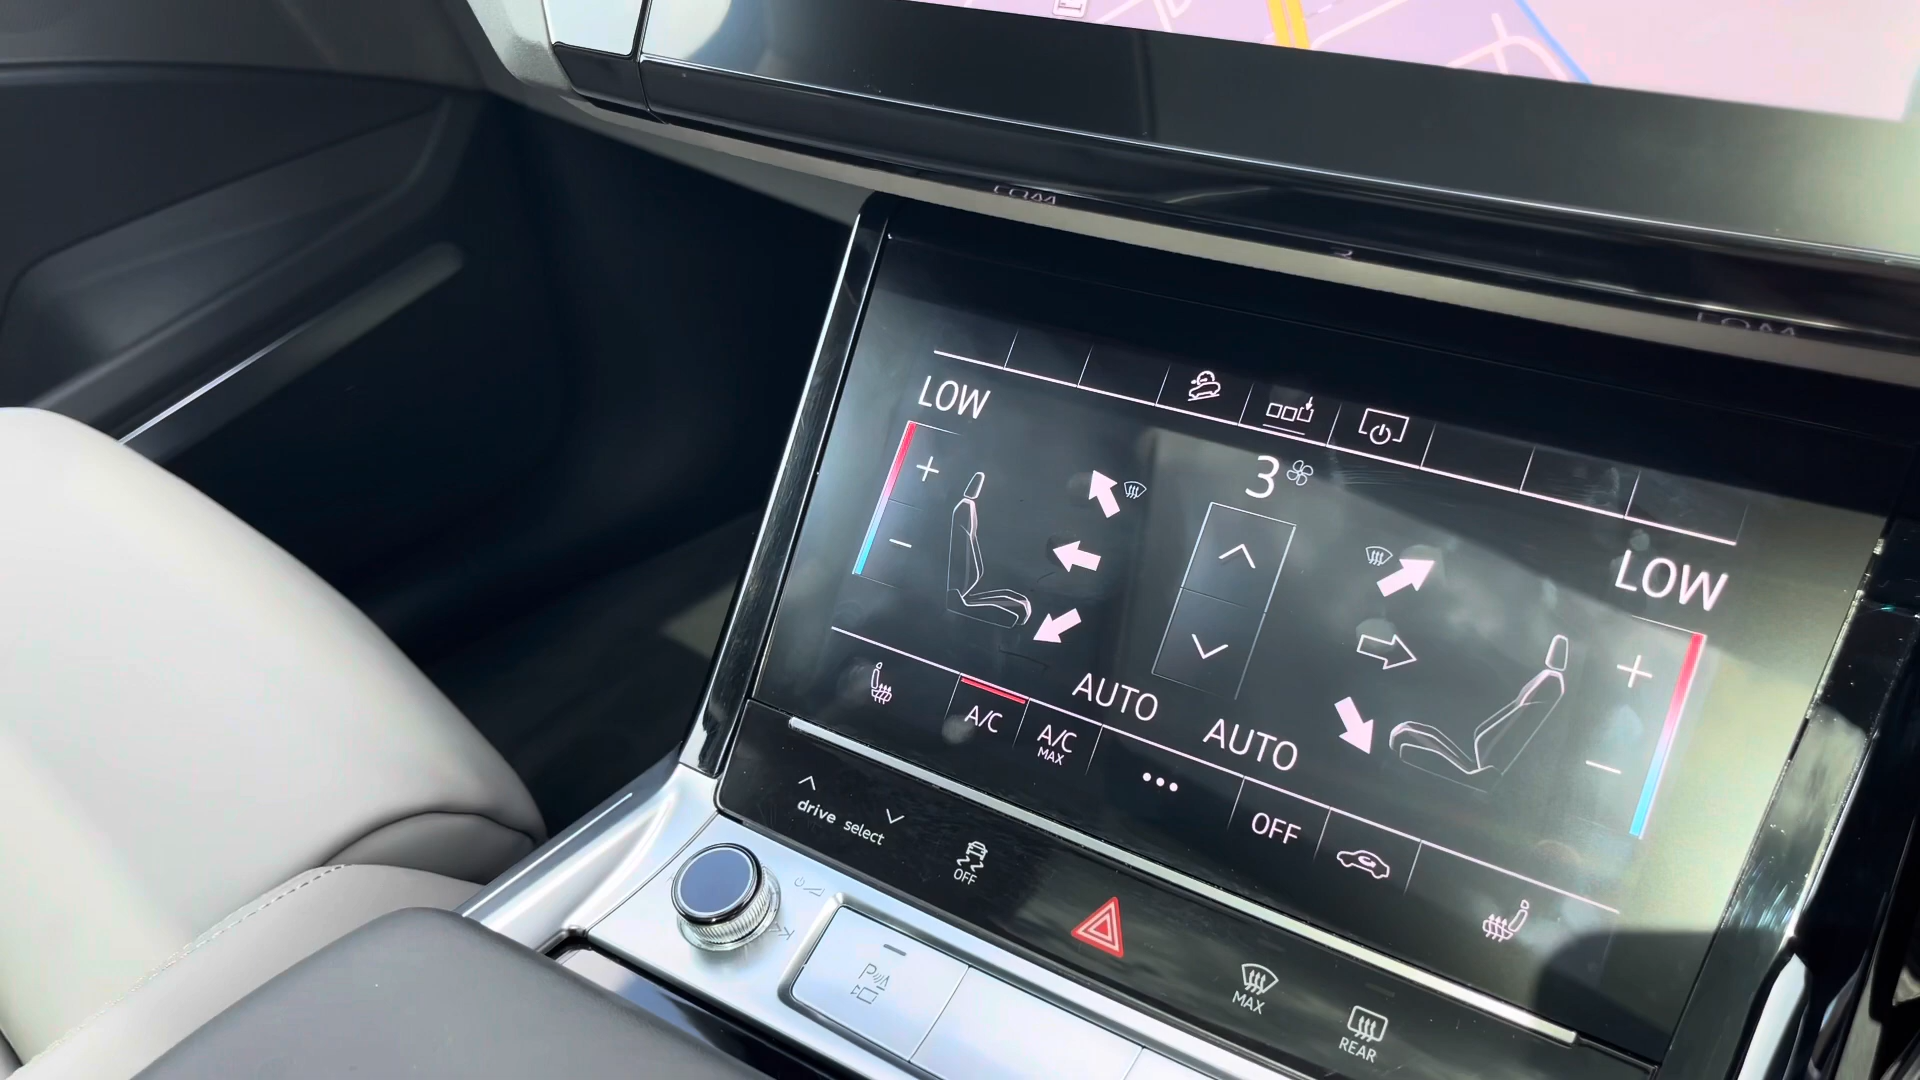 LOW
3
LOW
AUTO
AUTO
A/C
A/C
MAX
OFF
drive select
OFF
MAX
REAR
P